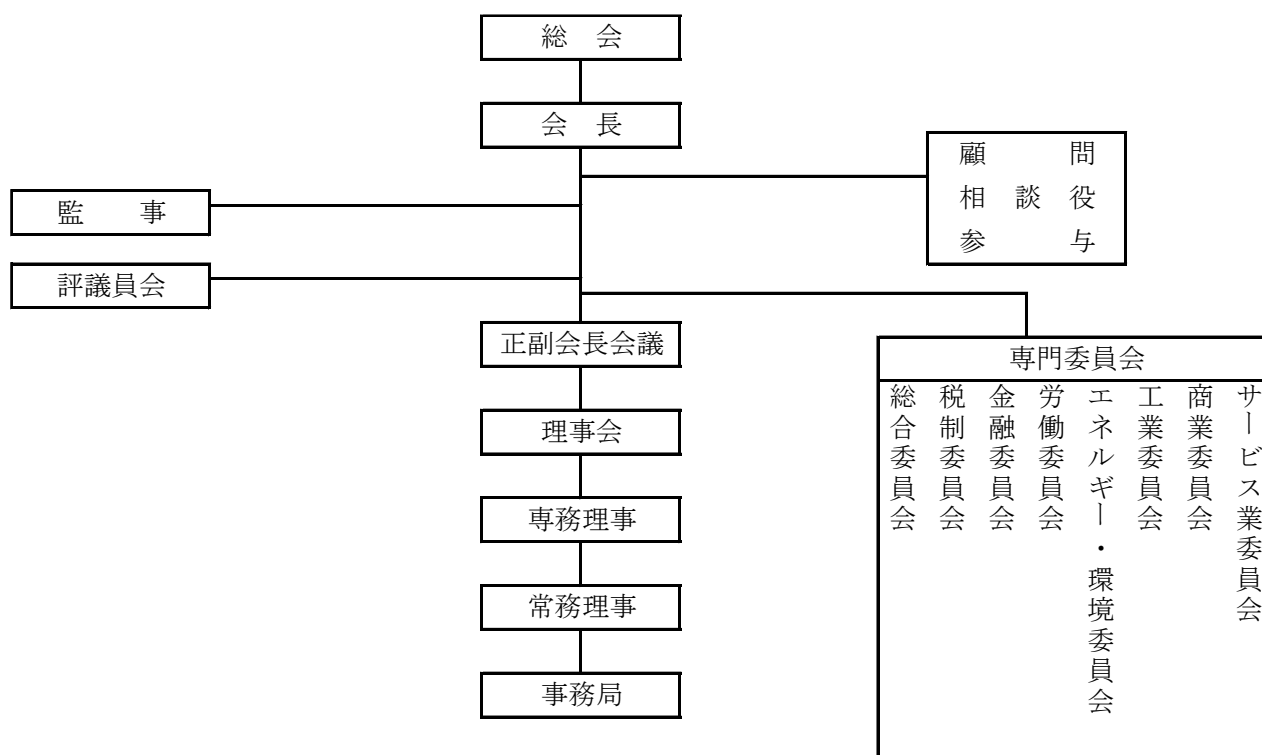 総　会
会　長
顧　　　問
相　談　役
参　　　与
監　　事
評議員会
正副会長会議
理事会
専務理事
常務理事
事務局
専門委員会
総合委員会
税制委員会
金融委員会
労働委員会
エネルギー・環境委員会
工業委員会
商業委員会
サービス業委員会